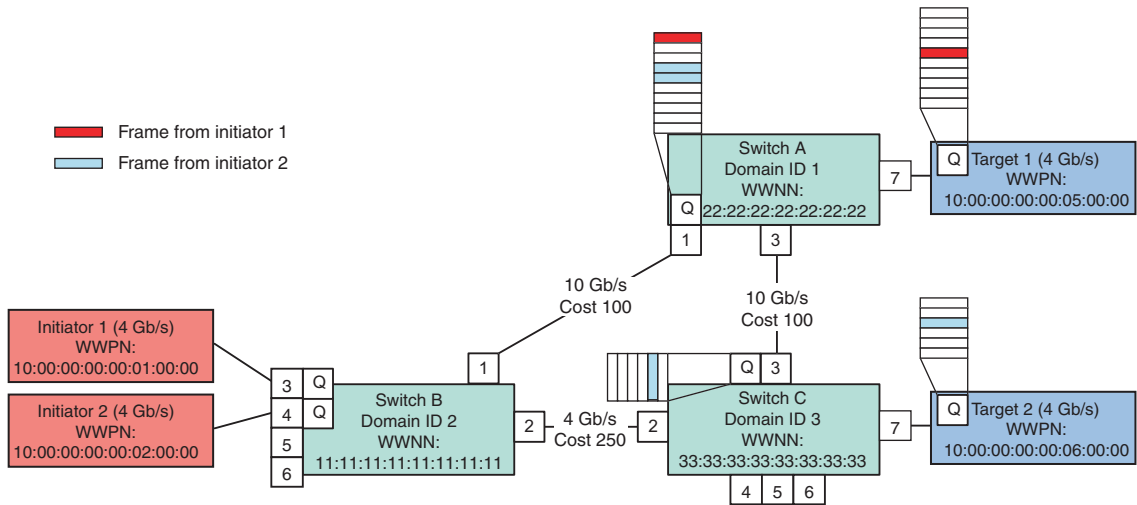 Frame from initiator 1
Frame from initiator 2
Q
Switch A
Domain ID 1
WWNN:
22:22:22:22:22:22:22:22
1
3
7
Q
Target 1 (4 Gb/s)
WWPN:
10:00:00:00:00:05:00:00
10 Gb/s
Cost 100
10 Gb/s
Cost 100
Initiator 1 (4 Gb/s)
WWPN:
10:00:00:00:00:01:00:00
Initiator 2 (4 Gb/s)
WWPN:
10:00:00:00:00:02:00:00
1
3
Q
4
Q
5
6
Switch B
Domain ID 2
WWNN:
11:11:11:11:11:11:11:11
2
4 Gb/s
Cost 250
2
Q
3
Switch C
Domain ID 3
WWNN:
33:33:33:33:33:33:33:33
4
5
6
7
Q
Target 2 (4 Gb/s)
WWPN:
10:00:00:00:00:06:00:00